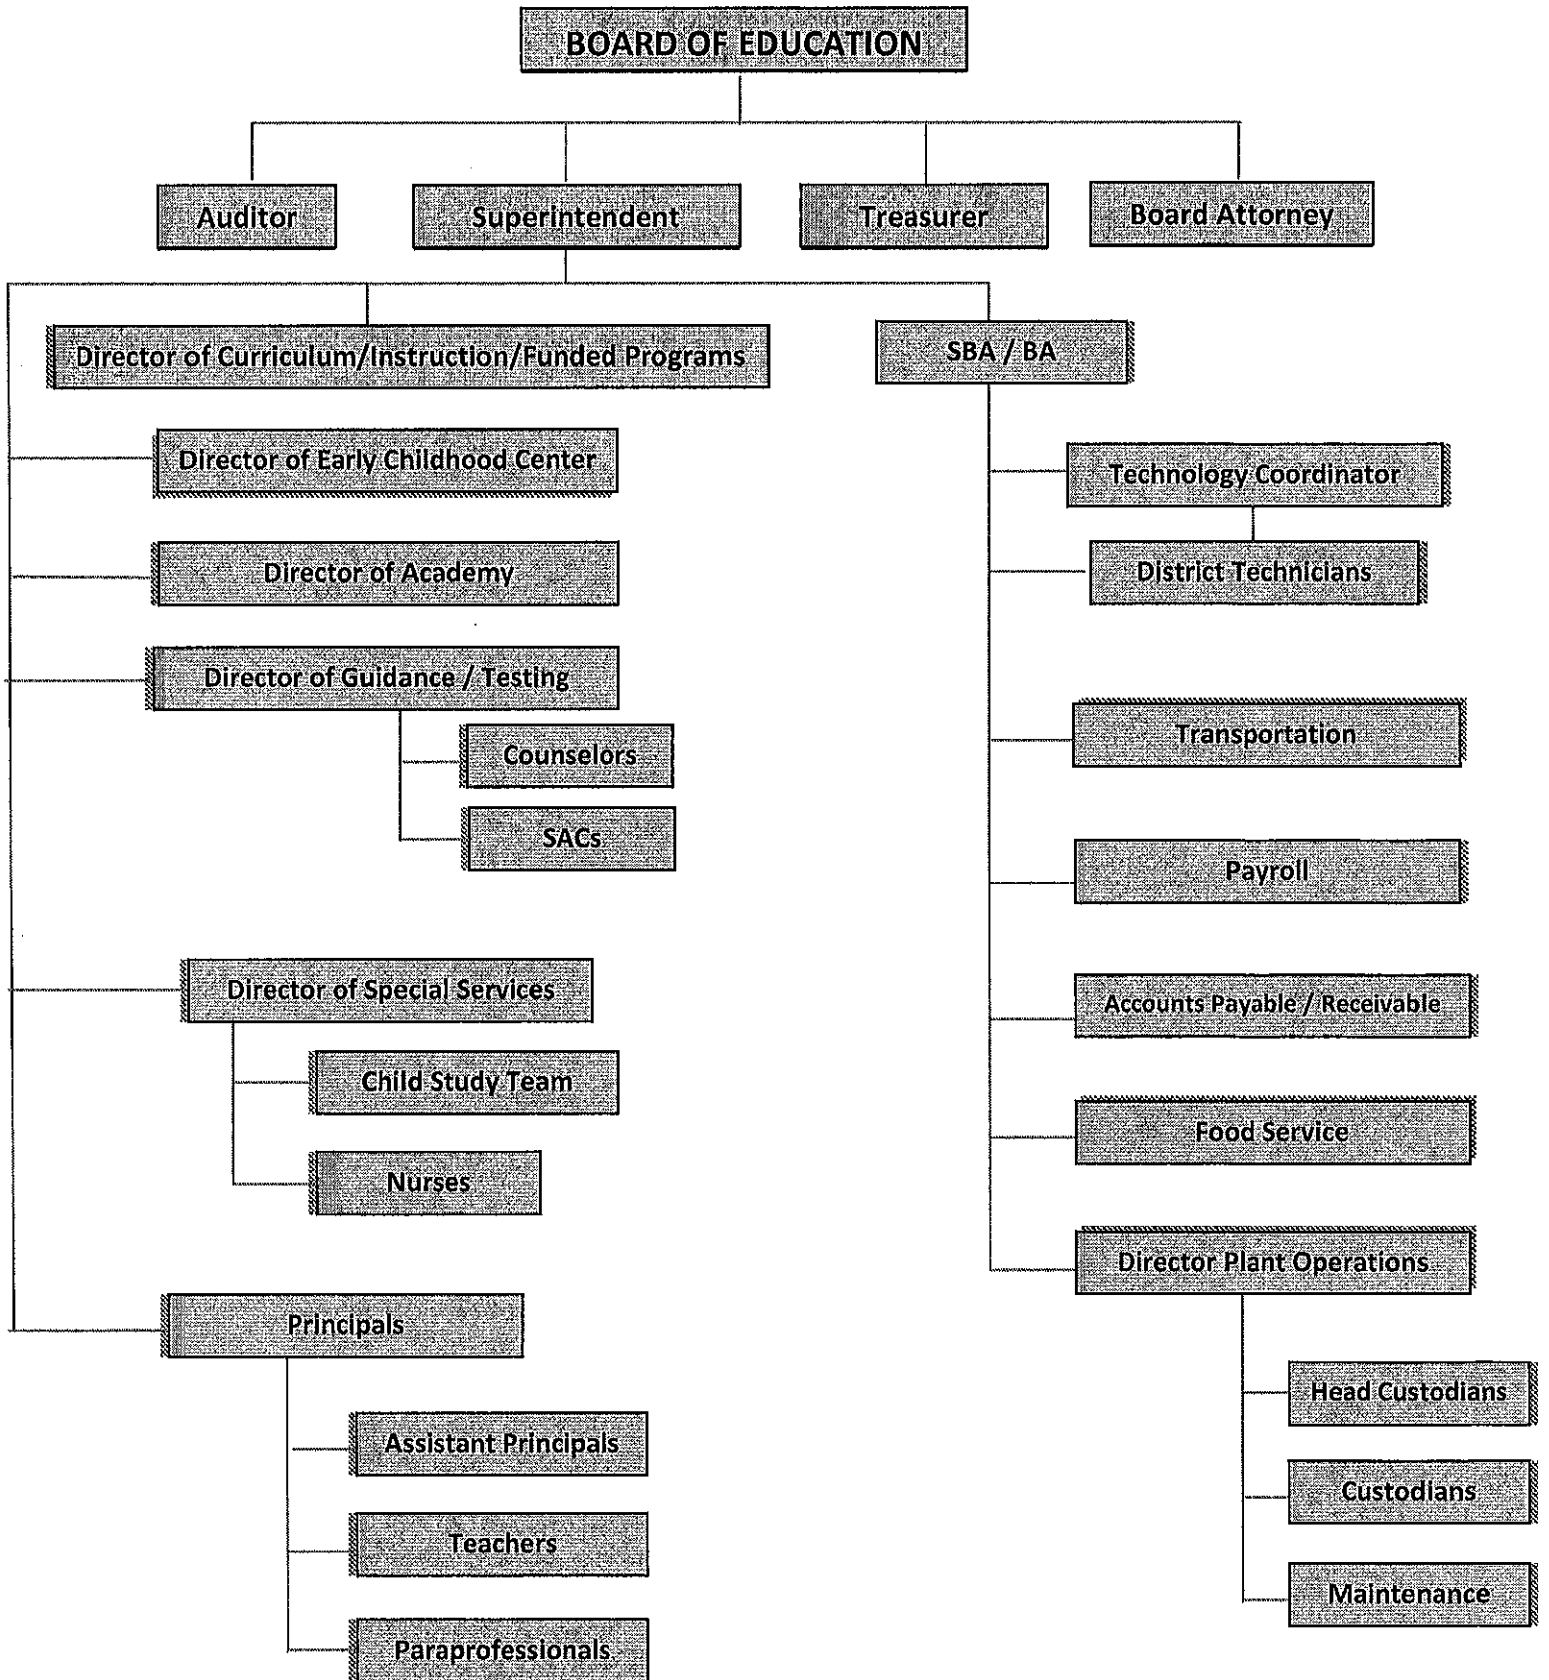 BOARD OF EDUCATION
Auditor
Superintendent
Treasurer
Board Attorney
Director of Curriculum/Instruction/Funded Programs
SBA / BA
Director of Early Childhood Center
Technology Coordinator
Director of Academy
District Technicians
Director of Guidance / Testing
Counselors
Transportation
SACs
Payroll
Director of Special Services
Accounts Payable / Receivable
Child Study Team
Food Service
Nurses
Director Plant Operations
Principals
Head Custodians
Assistant Principals
Custodians
Teachers
Maintenance
Paraprofessionals